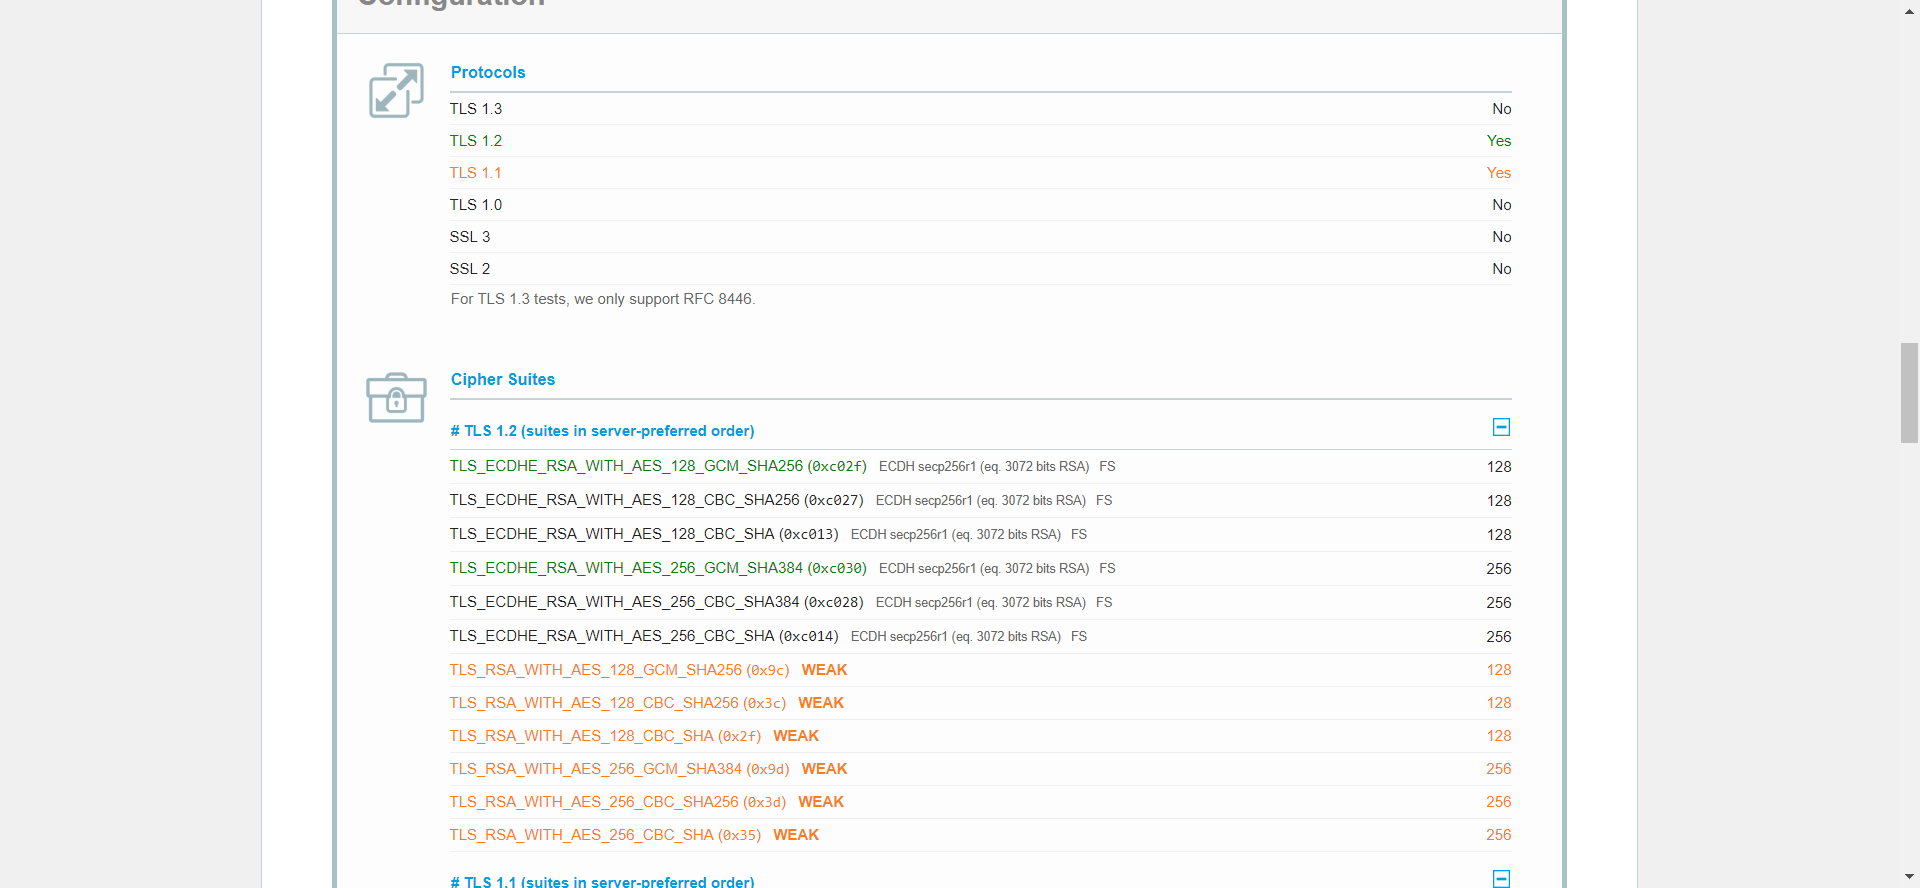 Configuration
Protocols
TLS 1.3 No
TLS 1.2 Yes
TLS 1.1 Yes
TLS 1.0 No
SSL 3 No
SSL 2 No
For TLS 1.3 tests, we only support RFC 8446.
Cipher Suites
# TLS 1.2 (suites in server-preferred order)
TLS_ECDHE_RSA_WITH_AES_128_GCM_SHA256 (0xc02f) ECDH secp256r1 (eq. 3072 bits RSA) FS 128
TLS_ECDHE_RSA_WITH_AES_128_CBC_SHA256 (0xc027) ECDH secp256r1 (eq. 3072 bits RSA) FS 128
TLS_ECDHE_RSA_WITH_AES_128_CBC_SHA (0xc013) ECDH secp256r1 (eq. 3072 bits RSA) FS 128
TLS_ECDHE_RSA_WITH_AES_256_GCM_SHA384 (0xc030) ECDH secp256r1 (eq. 3072 bits RSA) FS 256
TLS_ECDHE_RSA_WITH_AES_256_CBC_SHA384 (0xc028) ECDH secp256r1 (eq. 3072 bits RSA) FS 256
TLS_ECDHE_RSA_WITH_AES_256_CBC_SHA (0xc014) ECDH secp256r1 (eq. 3072 bits RSA) FS 256
TLS_RSA_WITH_AES_128_GCM_SHA256 (0x9c) WEAK 128
TLS_RSA_WITH_AES_128_CBC_SHA256 (0x3c) WEAK 128
TLS_RSA_WITH_AES_128_CBC_SHA (0x2f) WEAK 128
TLS_RSA_WITH_AES_256_GCM_SHA384 (0x9d) WEAK 256
TLS_RSA_WITH_AES_256_CBC_SHA256 (0x3d) WEAK 256
TLS_RSA_WITH_AES_256_CBC_SHA (0x35) WEAK 256
# TLS 1.1 (suites in server-preferred order)